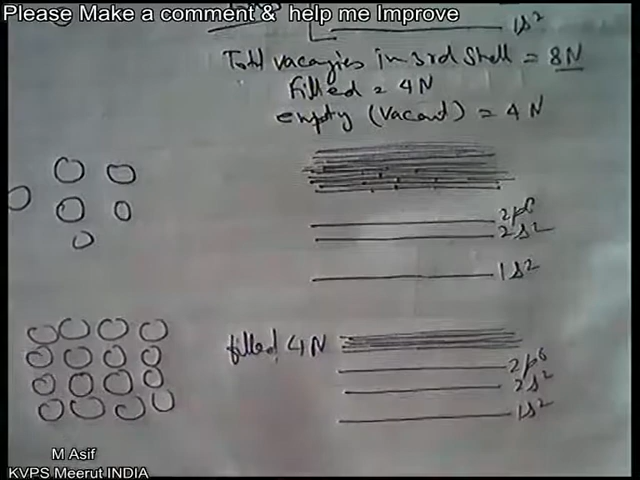 Please Make a comment & help me Improve
1s²
Total vacancies in 3rd Shell = 8N
Filled = 4N
empty (Vacant) = 4N
2p⁶
2s²
1s²
filled 4N
2p⁶
2s²
1s²
M Asif
KVPS Meerut INDIA